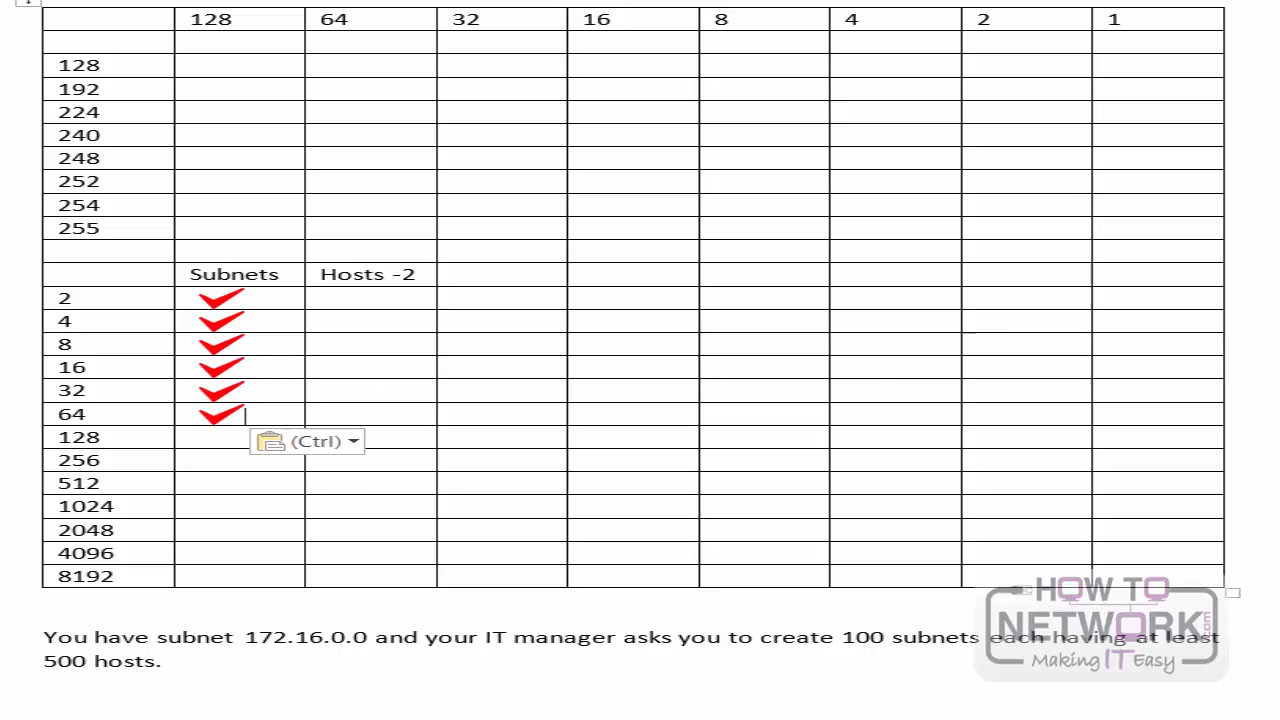 128 64 32 16 8 4 2 1
128
192
224
240
248
252
254
255
Subnets Hosts -2
2
4
8
16
32
64
128
(Ctrl)
256
512
1024
2048
4096
8192
You have subnet 172.16.0.0 and your IT manager asks you to create 100 subnets each having at least
500 hosts.
HOW TO
NETWORK.com
Making IT Easy